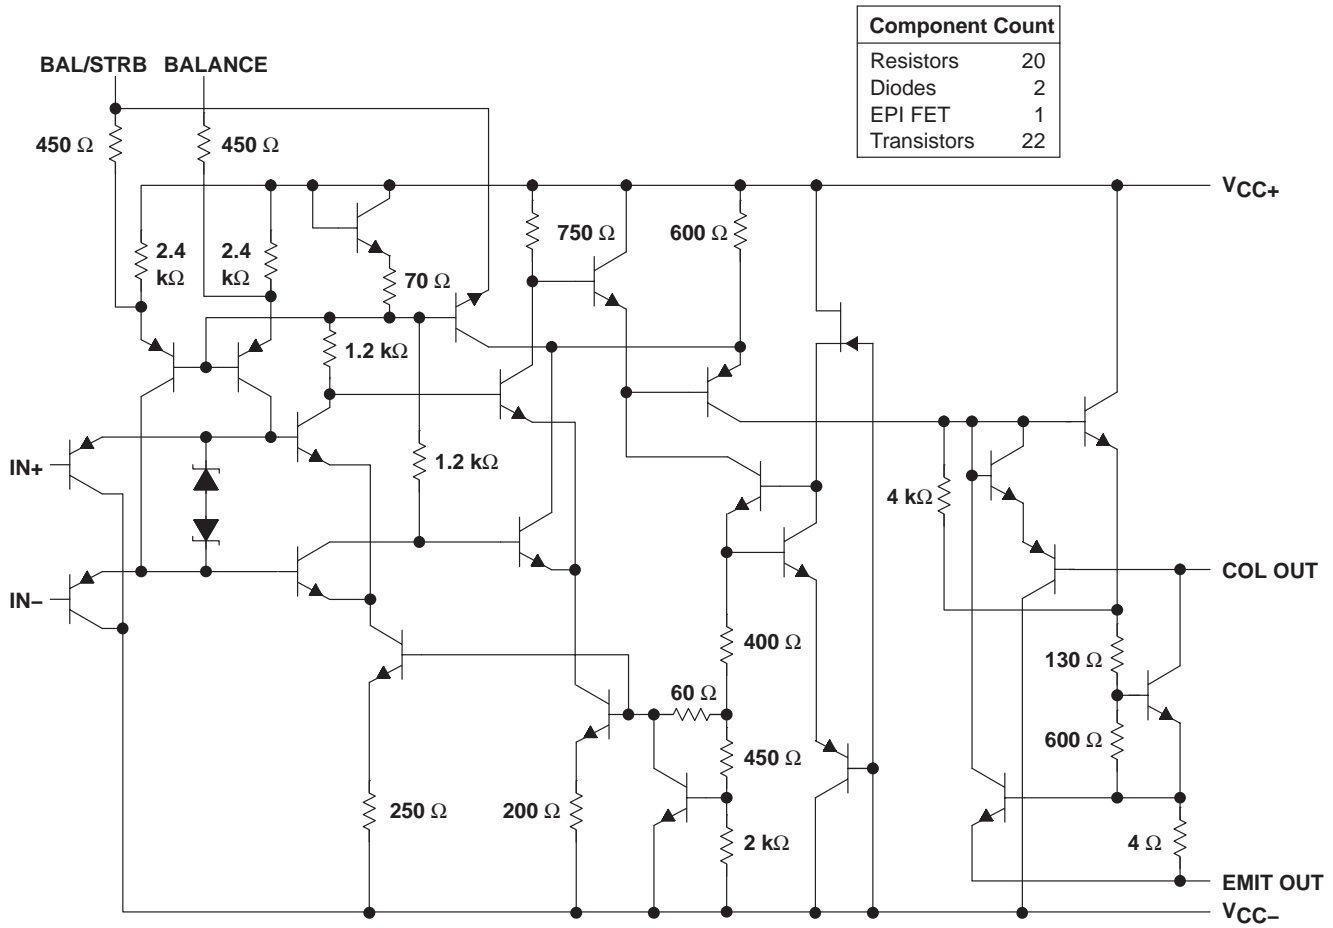 Component Count
Resistors 20
Diodes 2
EPI FET 1
Transistors 22
BAL/STRB BALANCE
450 Ω 450 Ω
VCC+
2.4 kΩ
2.4 kΩ
70 Ω
750 Ω
600 Ω
1.2 kΩ
IN+
1.2 kΩ
4 kΩ
COL OUT
IN–
400 Ω
130 Ω
60 Ω
450 Ω
600 Ω
250 Ω
200 Ω
2 kΩ
4 Ω
EMIT OUT
VCC–